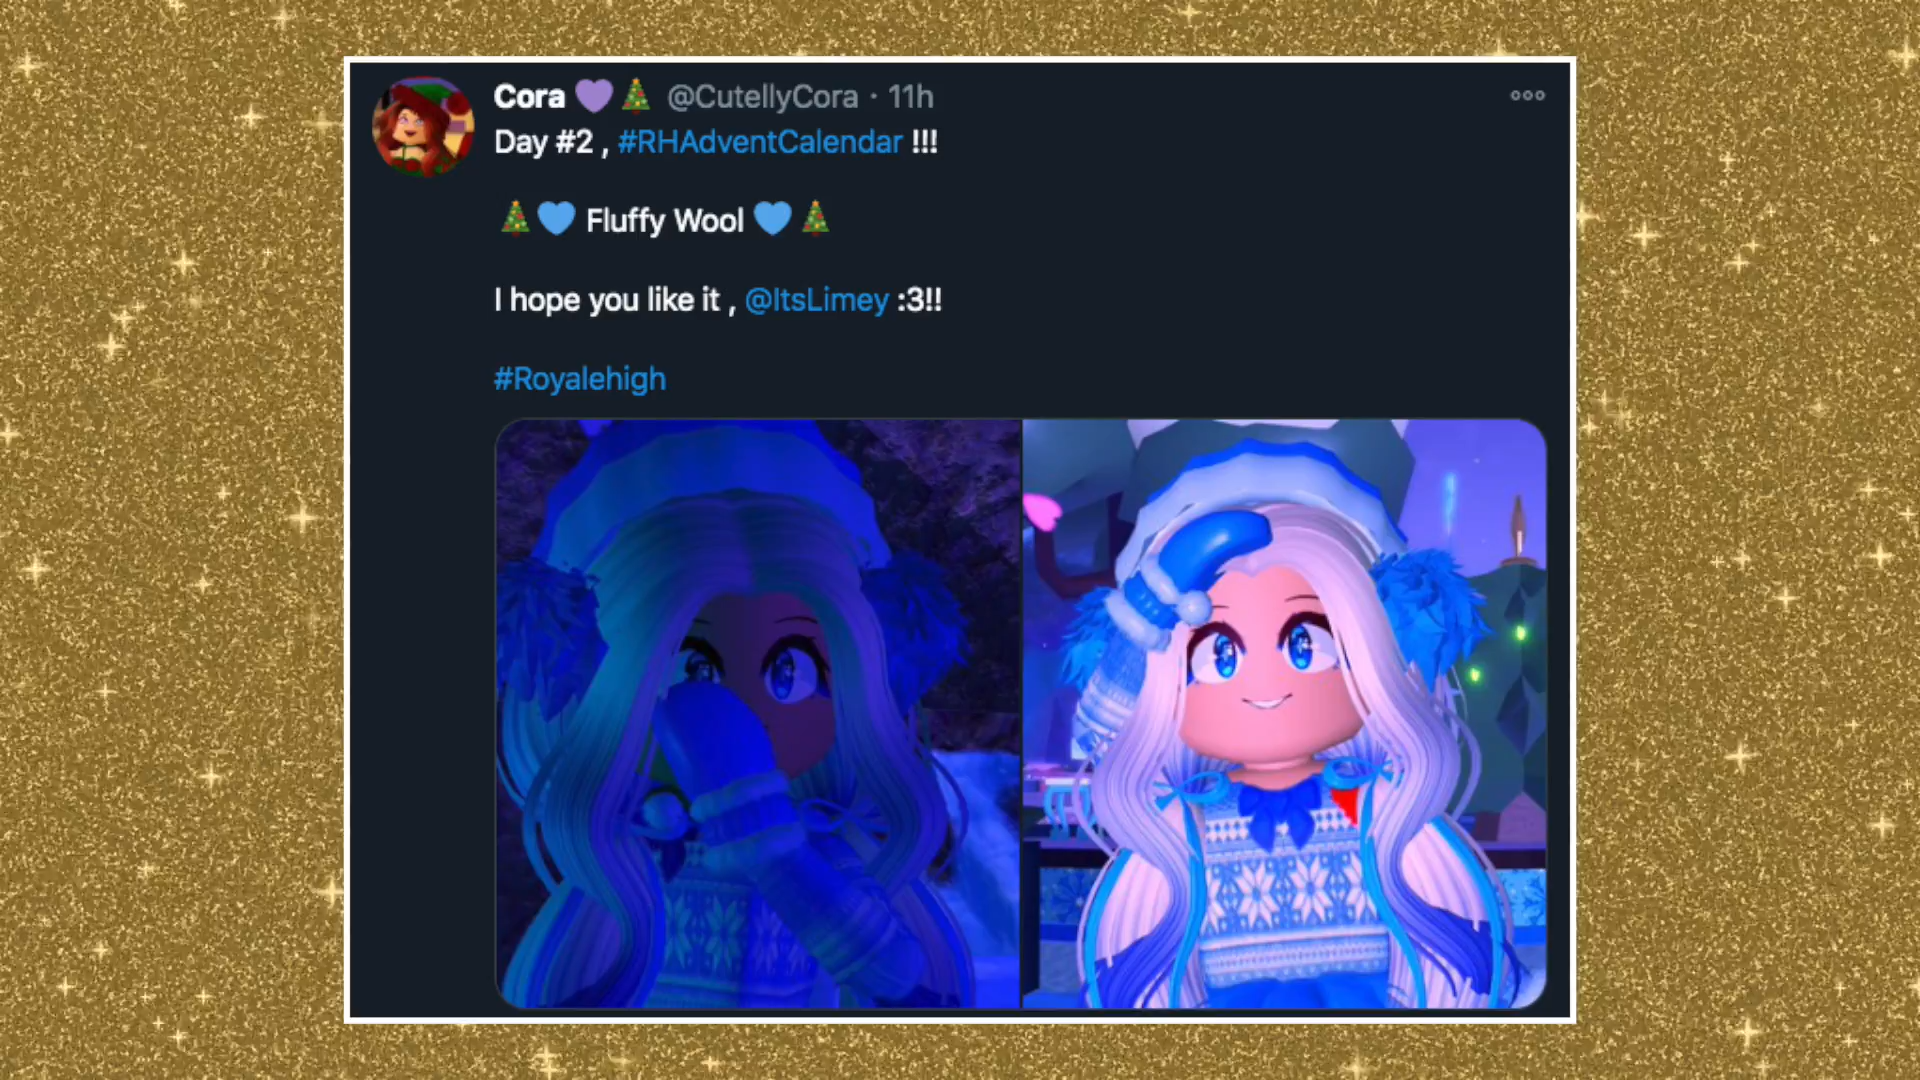 Cora 💜🎄 @CutellyCora · 11h
Day #2 , #RHAdventCalendar !!!
🎄💙 Fluffy Wool 💙🎄
I hope you like it , @ItsLimey :3!!
#Royalehigh